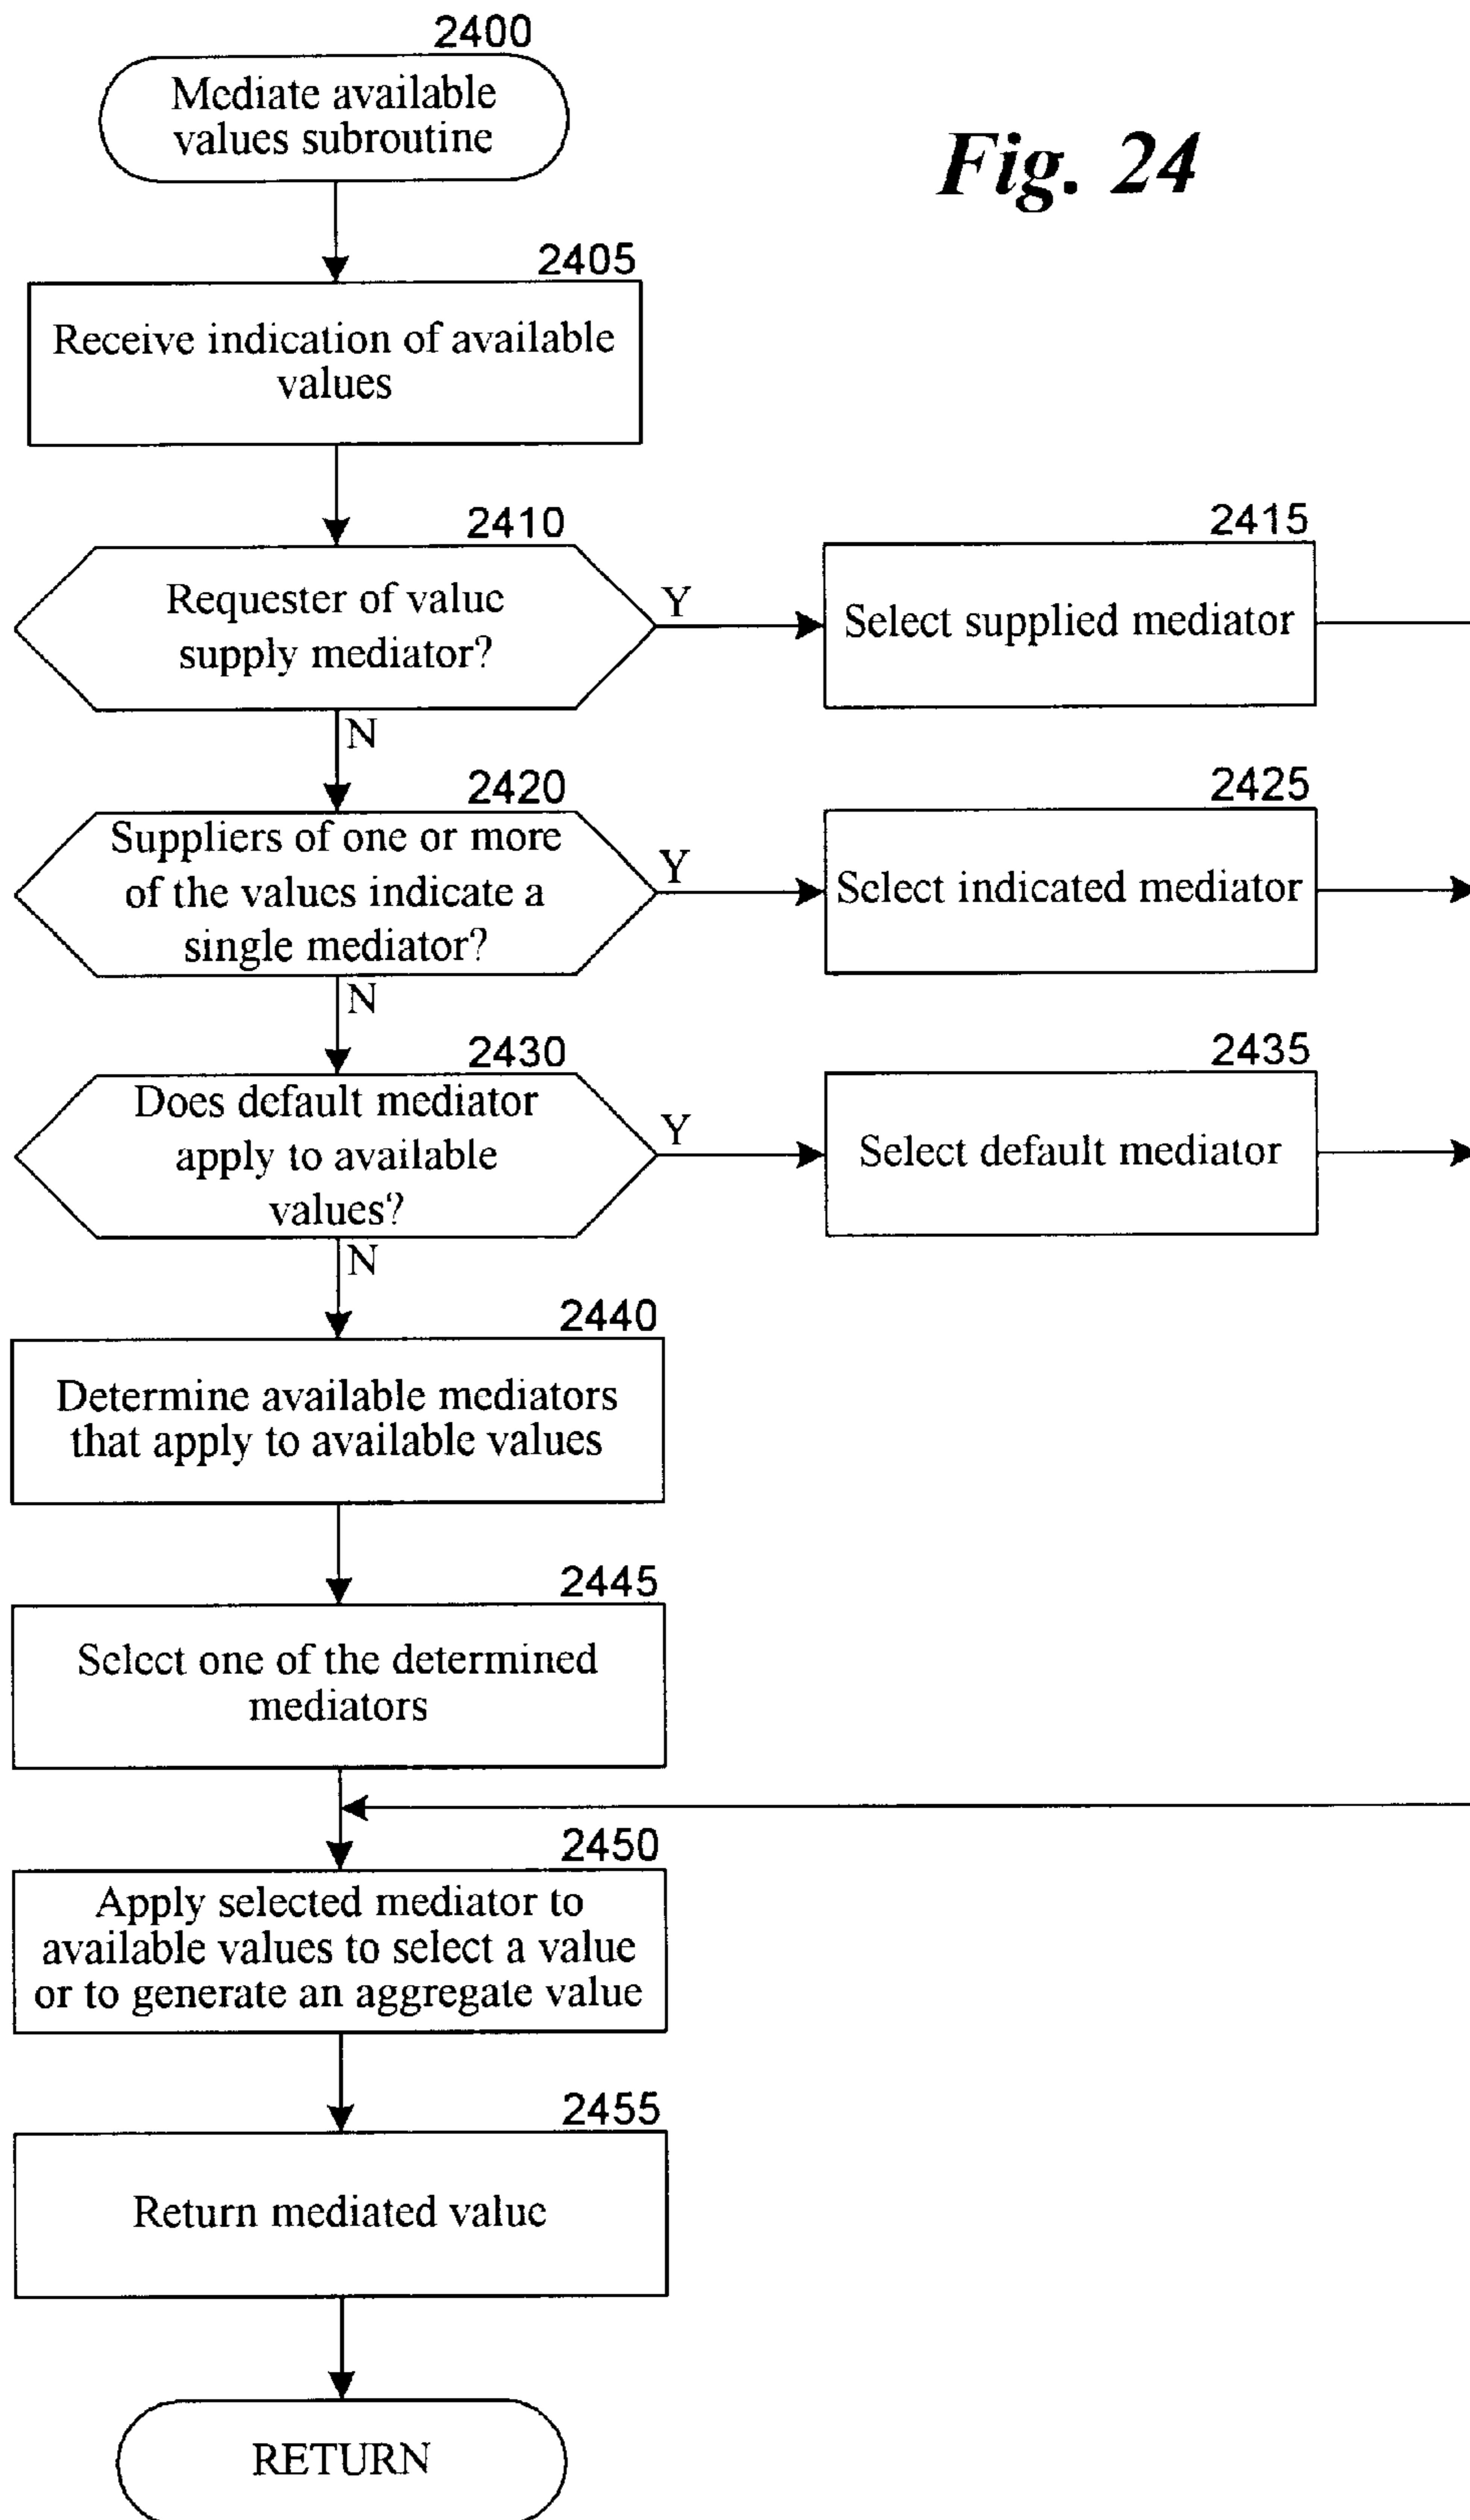 2400
Mediate available
values subroutine
Fig. 24
2405
Receive indication of available
values
2410
Requester of value
supply mediator?
Y
2415
Select supplied mediator
N
2420
Suppliers of one or more
of the values indicate a
single mediator?
Y
2425
Select indicated mediator
N
2430
Does default mediator
apply to available
values?
Y
2435
Select default mediator
N
2440
Determine available mediators
that apply to available values
2445
Select one of the determined
mediators
2450
Apply selected mediator to
available values to select a value
or to generate an aggregate value
2455
Return mediated value
RETURN